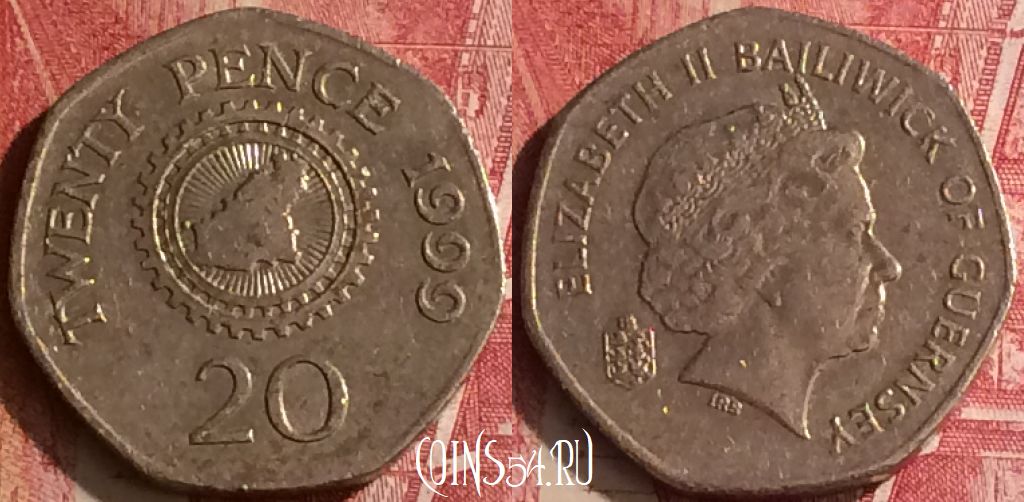 TWENTY PENCE 1999
20
ELIZABETH II BAILIWICK OF GUERNSEY
IRB
COINS54.RU